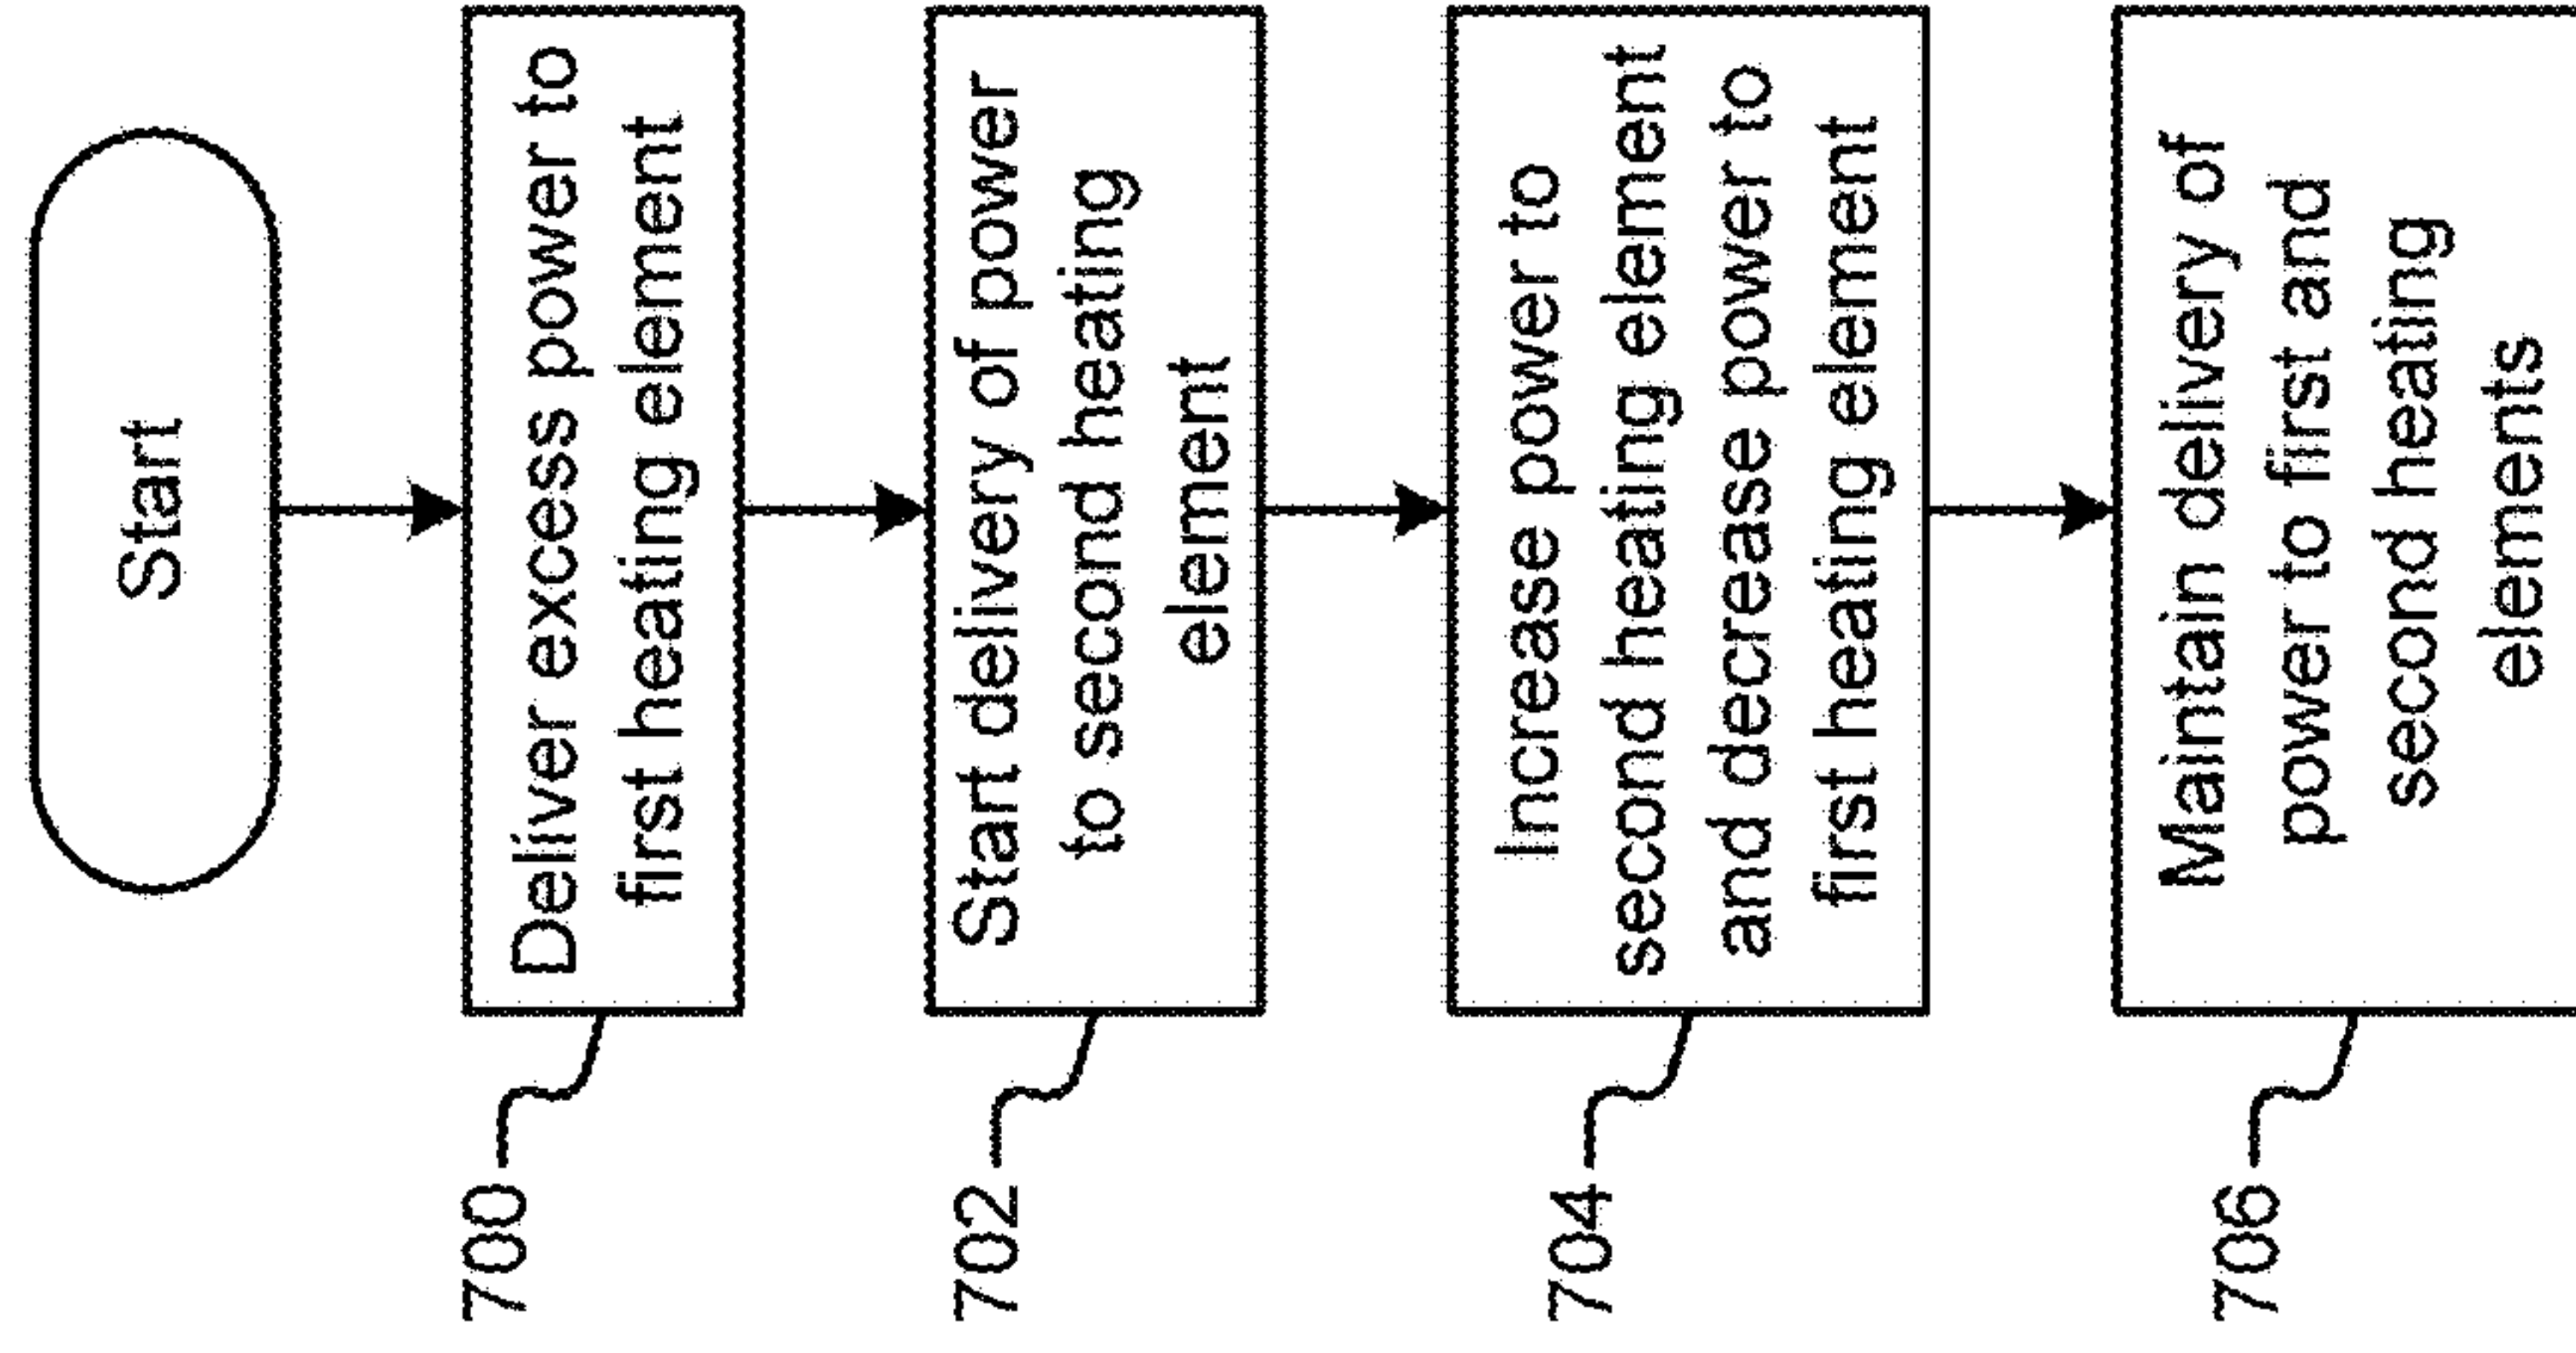 Start
700
Deliver excess power to
first heating element
702
Start delivery of power
to second heating
element
704
Increase power to
second heating element
and decrease power to
first heating element
706
Maintain delivery of
power to first and
second heating
elements